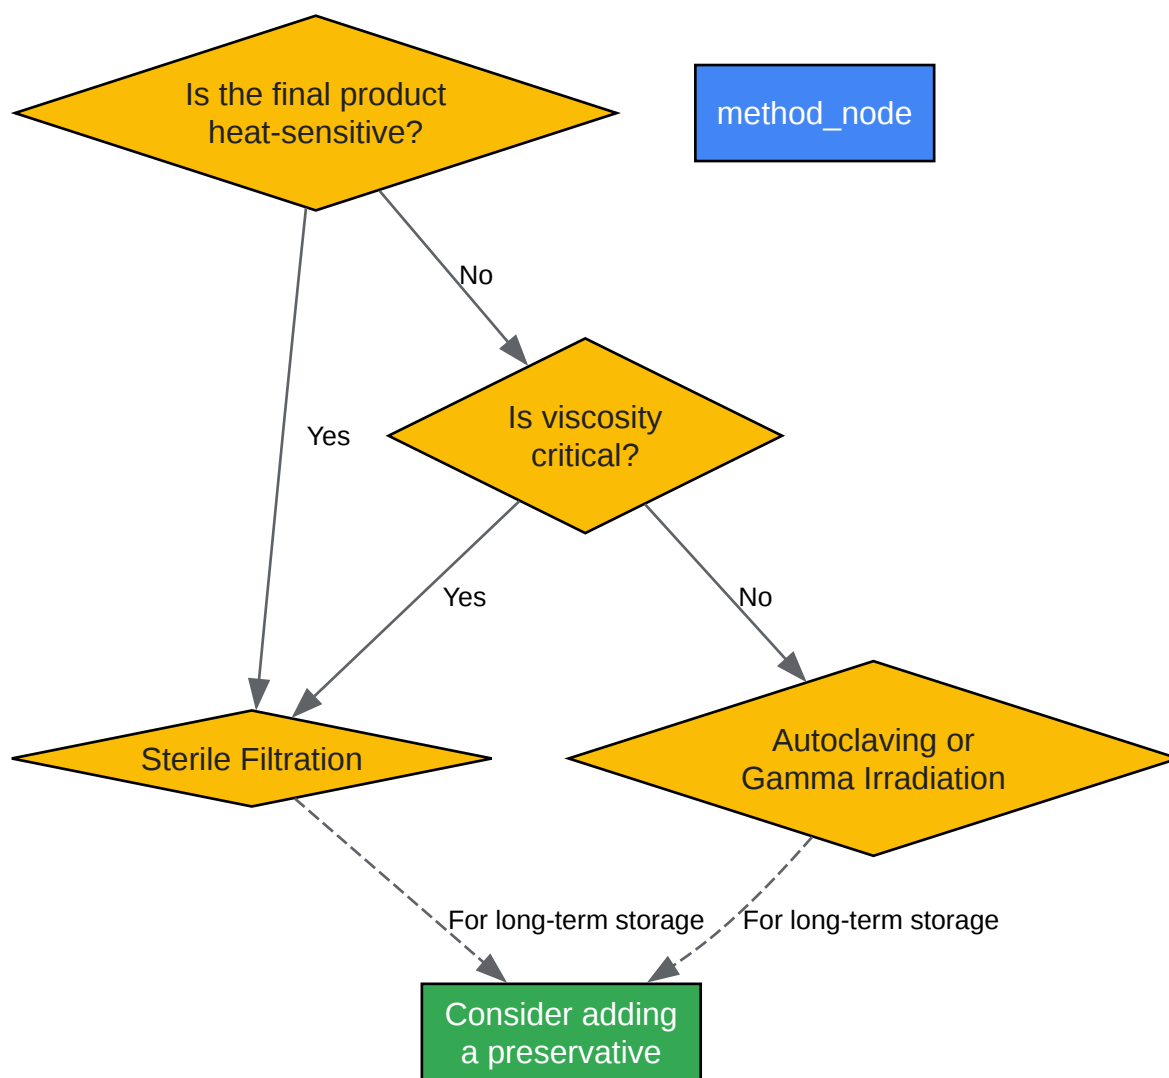 Is the final product
heat-sensitive?
method_node
No
Yes
Is viscosity
critical?
Yes
No
Sterile Filtration
Autoclaving or
Gamma Irradiation
For long-term storage
For long-term storage
Consider adding
a preservative